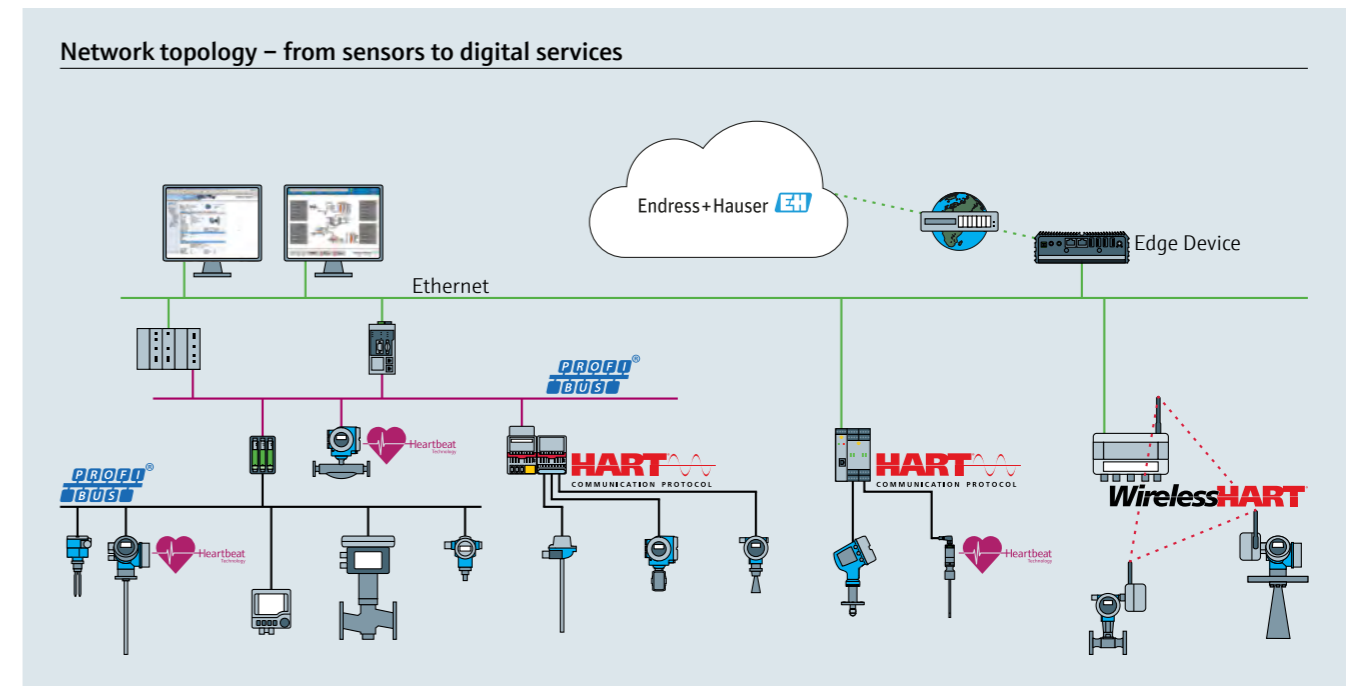 Network topology – from sensors to digital services
Endress+Hauser EH
Edge Device
Ethernet
PROFI®
BUS
Heartbeat
Technology
HART
COMMUNICATION PROTOCOL
HART
COMMUNICATION PROTOCOL
PROFI®
BUS
WirelessHART
Heartbeat
Technology
Heartbeat
Technology